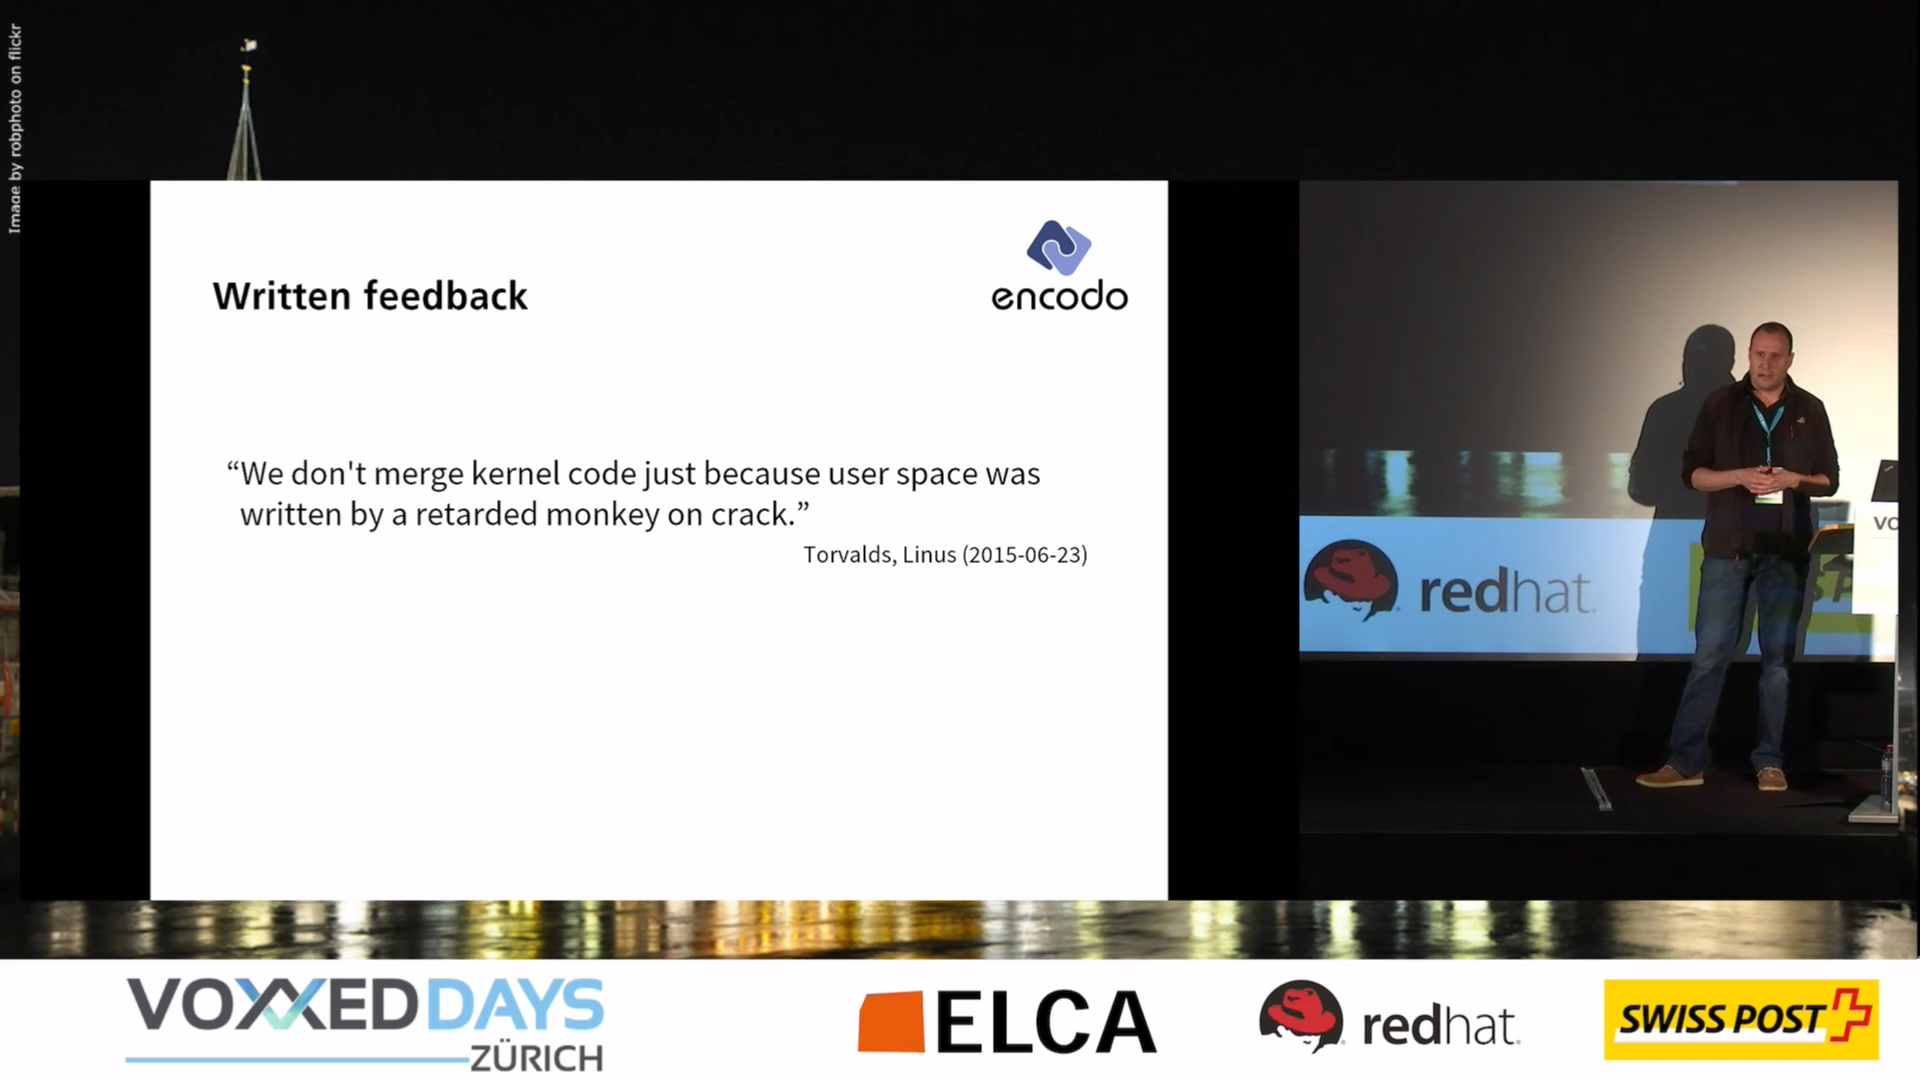 Image by robphoto on flickr
Written feedback
encodo
“We don't merge kernel code just because user space was
written by a retarded monkey on crack.”
Torvalds, Linus (2015-06-23)
redhat.
VO
VOXXED DAYS
ZÜRICH
ELCA
redhat.
SWISS POST